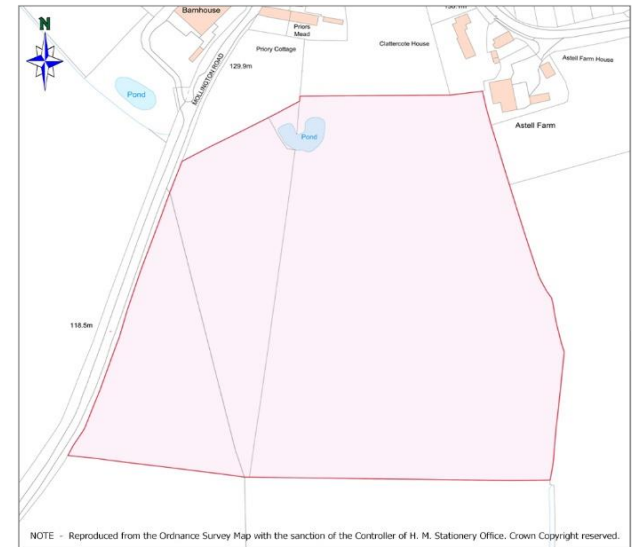 N
Barnhouse
Priors
Mead
Priory Cottage
Clattercote House
Astell Farm House
129.9m
MOLLINGTON ROAD
Pond
Pond
Astell Farm
118.5m
NOTE - Reproduced from the Ordnance Survey Map with the sanction of the Controller of H. M. Stationery Office. Crown Copyright reserved.